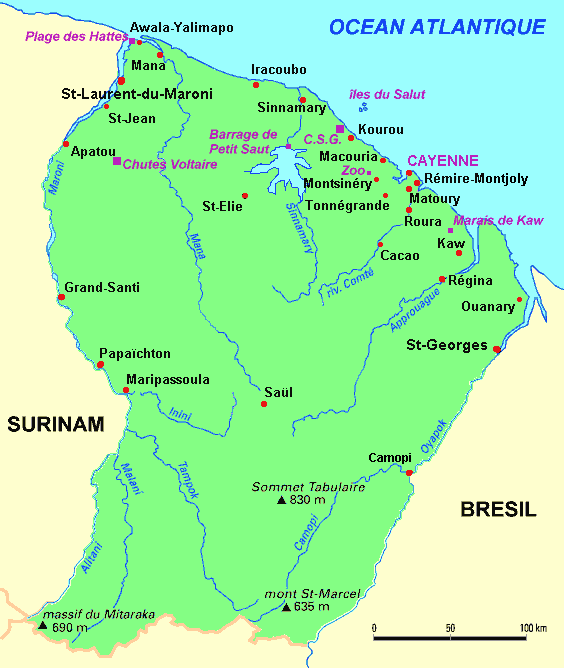 OCEAN ATLANTIQUE
Awala-Yalimapo
Plage des Hattes
Mana
Iracoubo
St-Laurent-du-Maroni
Sinnamary
îles du Salut
St-Jean
Barrage de
Petit Saut
C.S.G.
Kourou
Apatou
Chutes Voltaire
Macouria
CAYENNE
Zoo
Rémire-Montjoly
Montsinéry
Maroni
St-Elie
Tonnégrande
Matoury
Roura
Marais de Kaw
Sinnamary
Mana
Kaw
Cacao
riv. Comté
Régina
Grand-Santi
Approuague
Ouanary
St-Georges
Papaïchton
Maripassoula
Saül
Inini
SURINAM
Oyapok
Camopi
Malani
Tampok
Sommet Tabulaire
830 m
BRESIL
Camopi
Alitani
mont St-Marcel
635 m
massif du Mitaraka
690 m
0 50 100 km